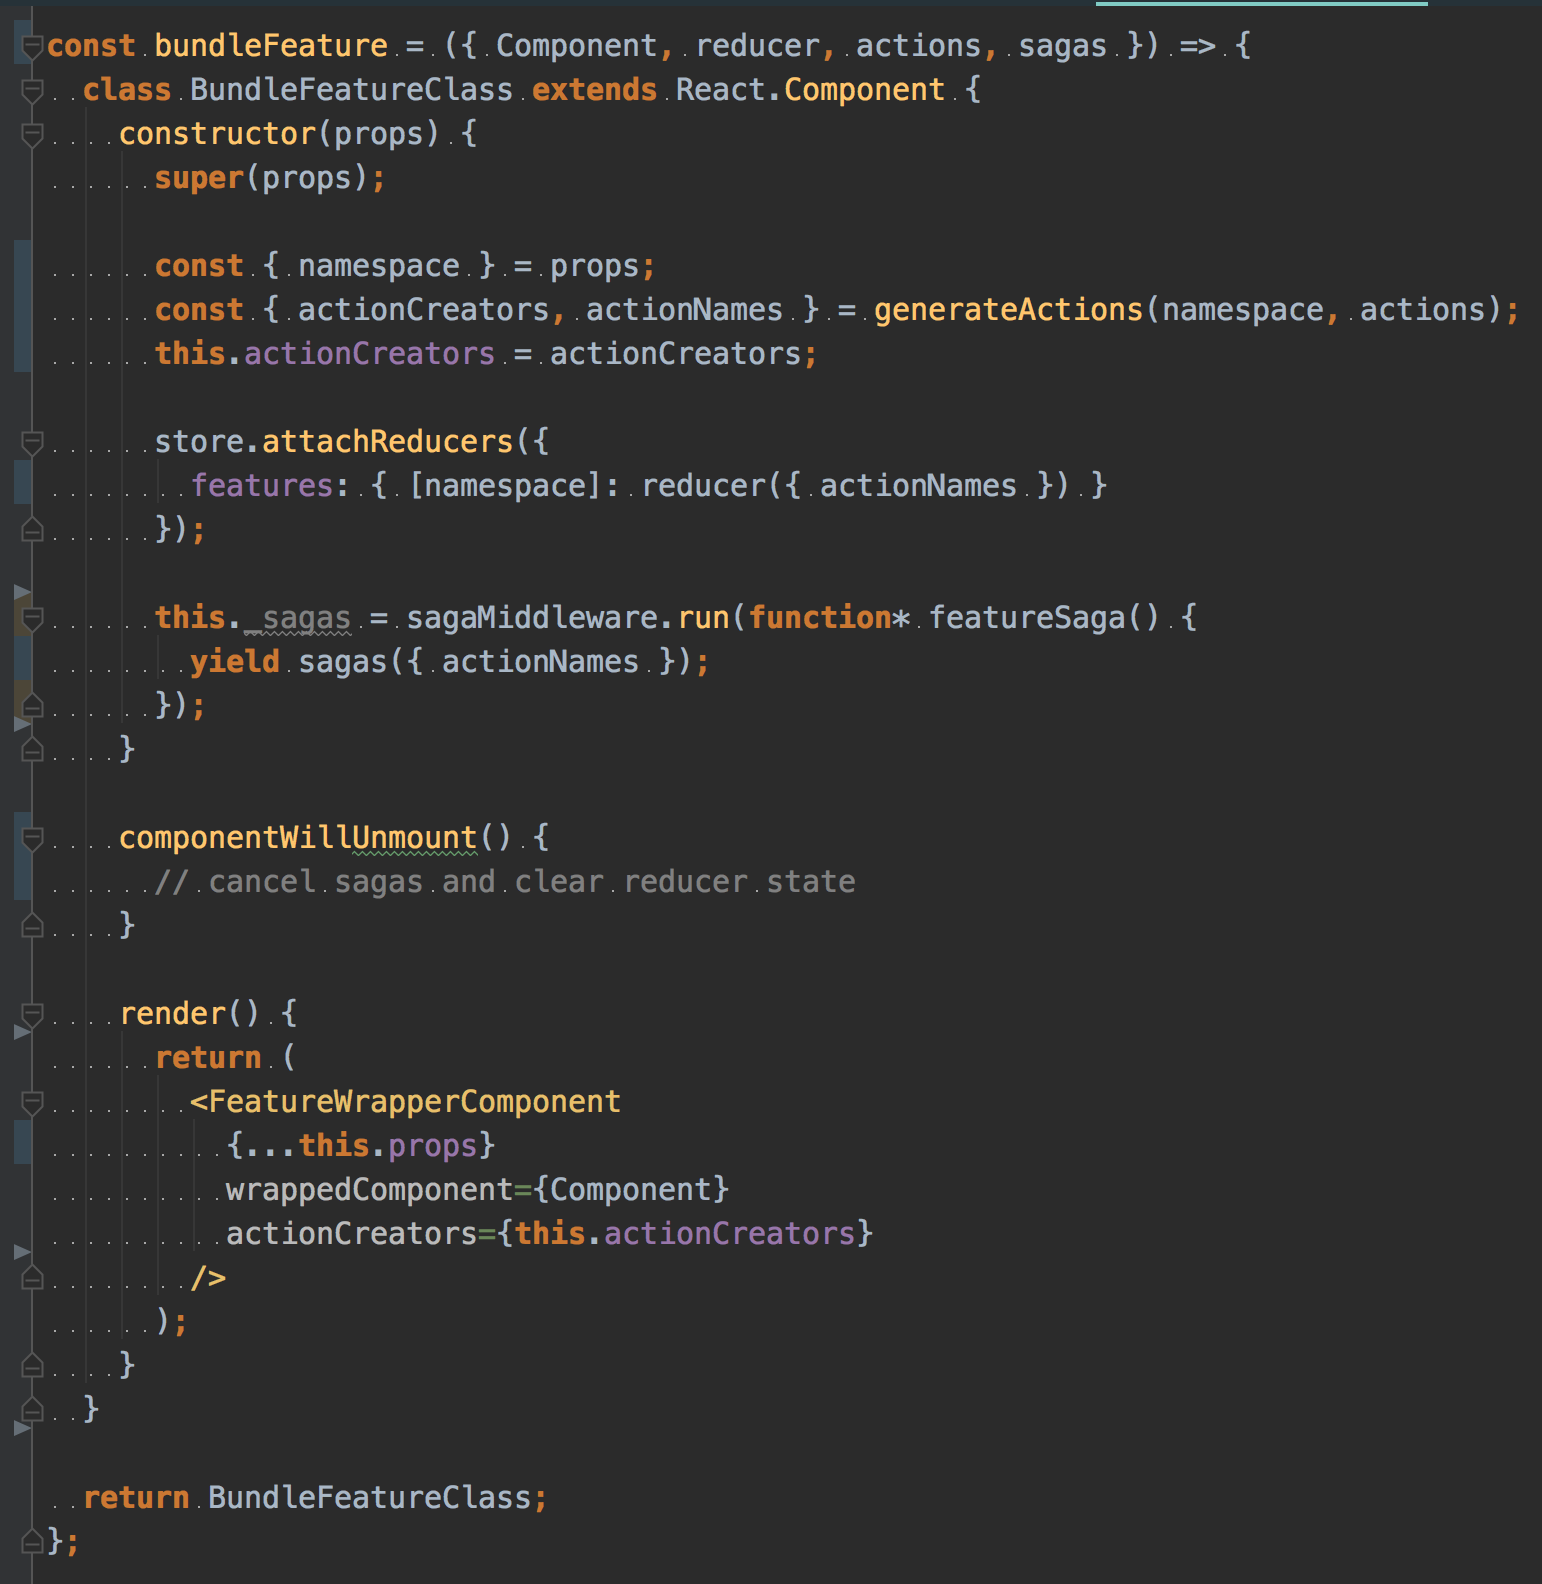 const bundleFeature = ({ Component, reducer, actions, sagas }) => {
  class BundleFeatureClass extends React.Component {
    constructor(props) {
      super(props);

      const { namespace } = props;
      const { actionCreators, actionNames } = generateActions(namespace, actions);
      this.actionCreators = actionCreators;

      store.attachReducers({
        features: { [namespace]: reducer({ actionNames }) }
      });

      this._sagas = sagaMiddleware.run(function* featureSaga() {
        yield sagas({ actionNames });
      });
    }

    componentWillUnmount() {
      // cancel sagas and clear reducer state
    }

    render() {
      return (
        <FeatureWrapperComponent
          {...this.props}
          wrappedComponent={Component}
          actionCreators={this.actionCreators}
        />
      );
    }
  }

  return BundleFeatureClass;
};